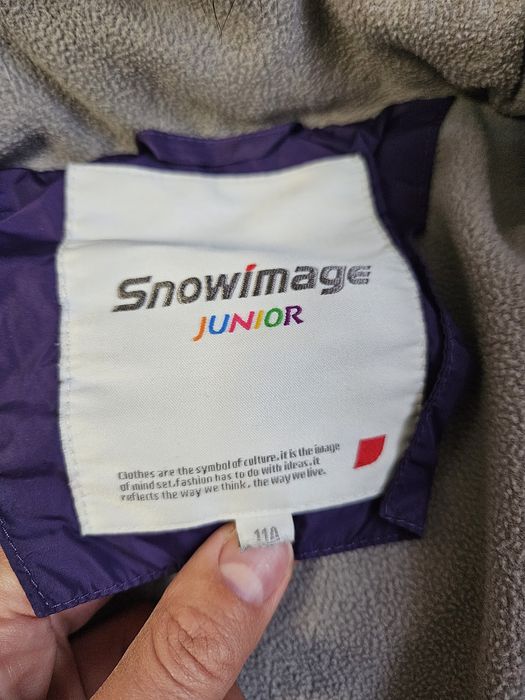 Snowimage
JUNIOR
Clothes are the symbol of culture, it is the image
of mind set, fashion has to do with ideas, it
reflects the way we think, the way we live.